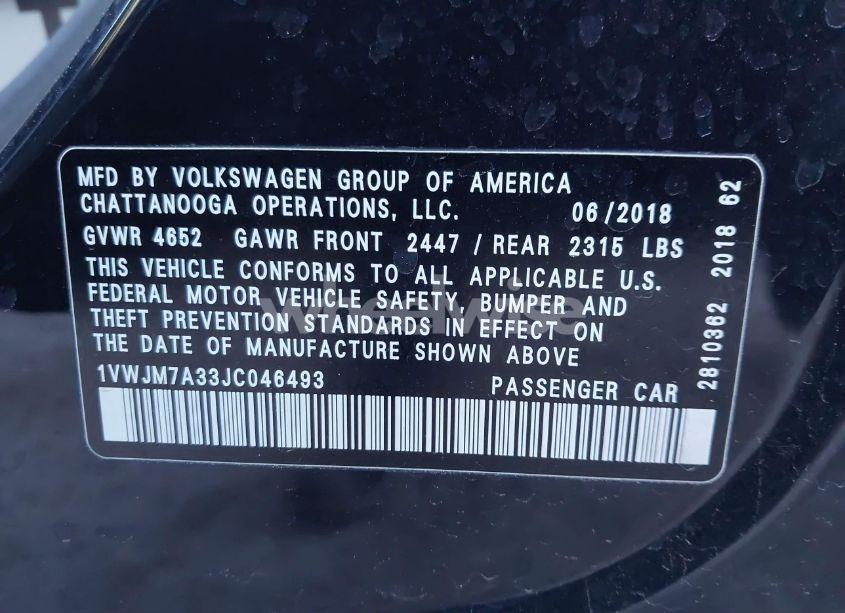 MFD BY VOLKSWAGEN GROUP OF AMERICA
CHATTANOOGA OPERATIONS, LLC. 06/2018
GVWR 4652 GAWR FRONT 2447 / REAR 2315 LBS
THIS VEHICLE CONFORMS TO ALL APPLICABLE U.S.
FEDERAL MOTOR VEHICLE SAFETY, BUMPER AND
THEFT PREVENTION STANDARDS IN EFFECT ON
THE DATE OF MANUFACTURE SHOWN ABOVE
1VWJM7A33JC046493 PASSENGER CAR
2810362 2018 62